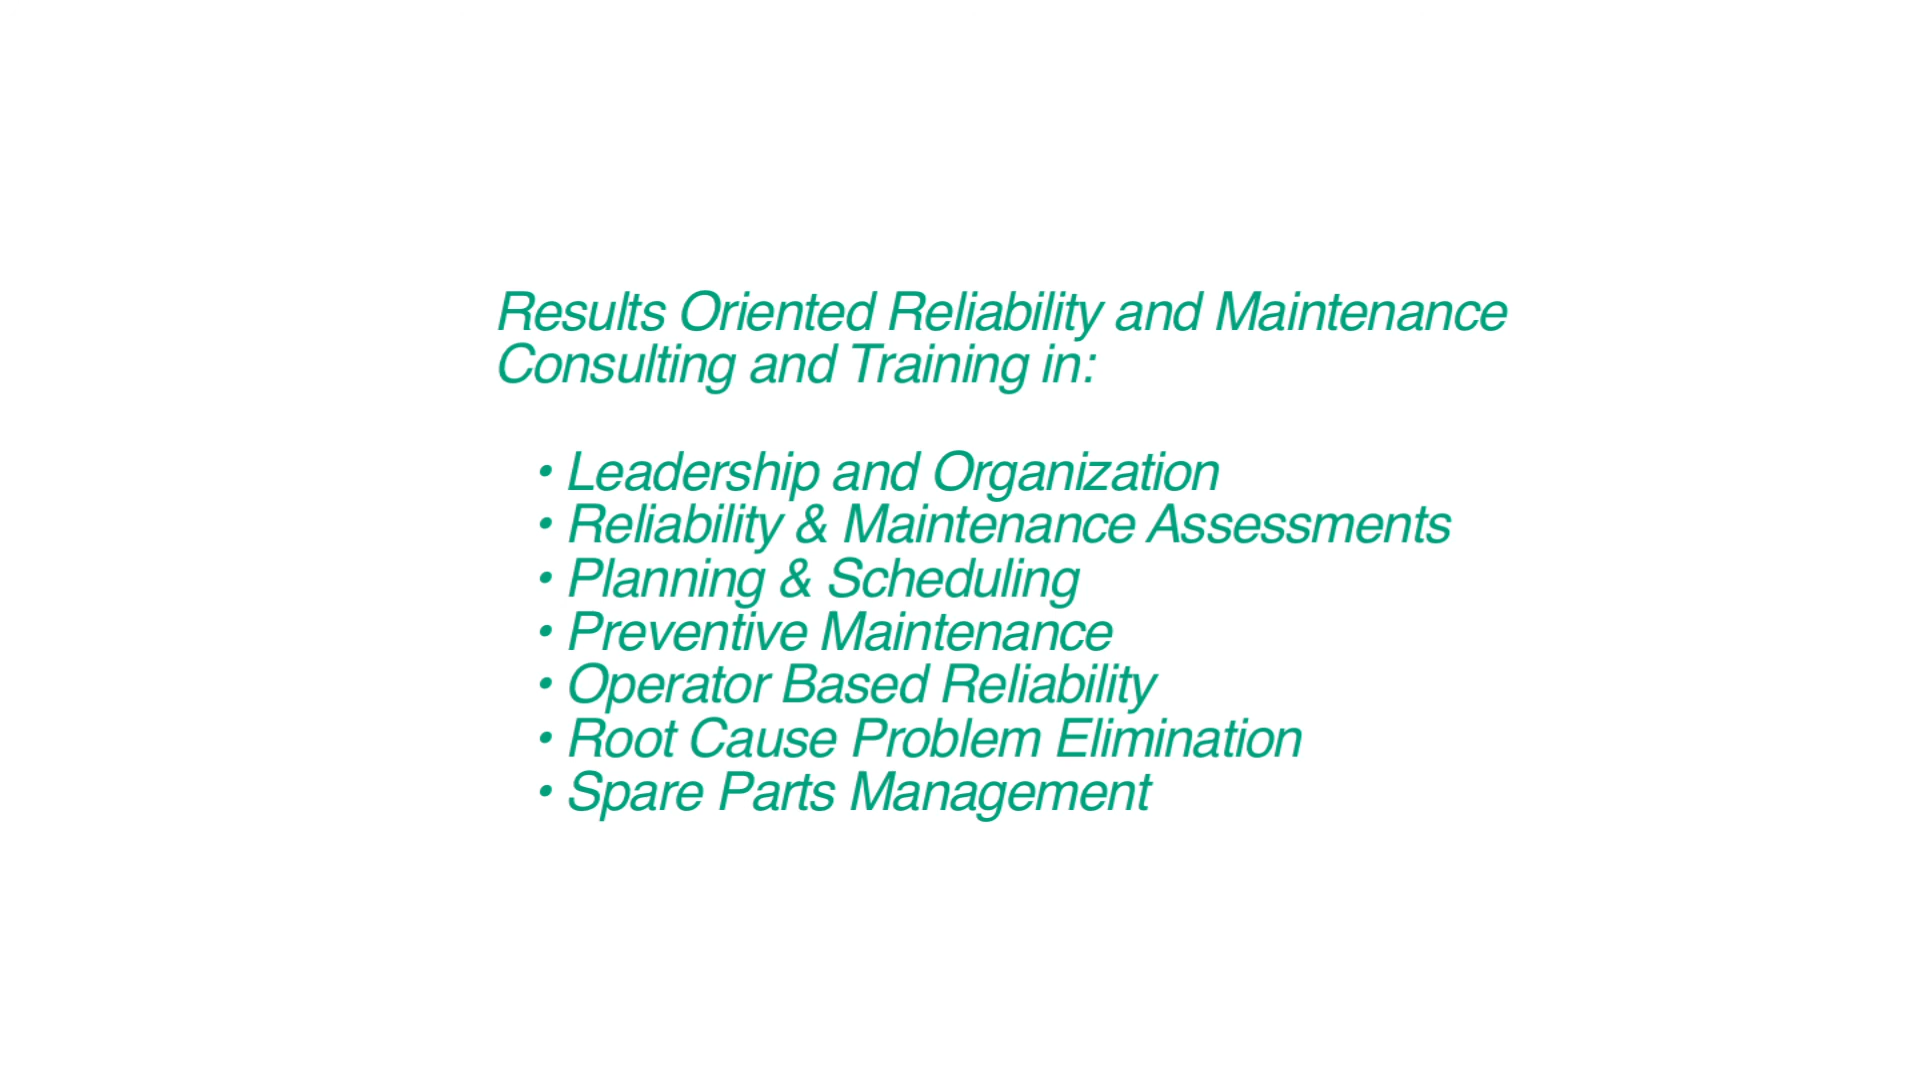 Results Oriented Reliability and Maintenance
Consulting and Training in:
• Leadership and Organization
• Reliability & Maintenance Assessments
• Planning & Scheduling
• Preventive Maintenance
• Operator Based Reliability
• Root Cause Problem Elimination
• Spare Parts Management